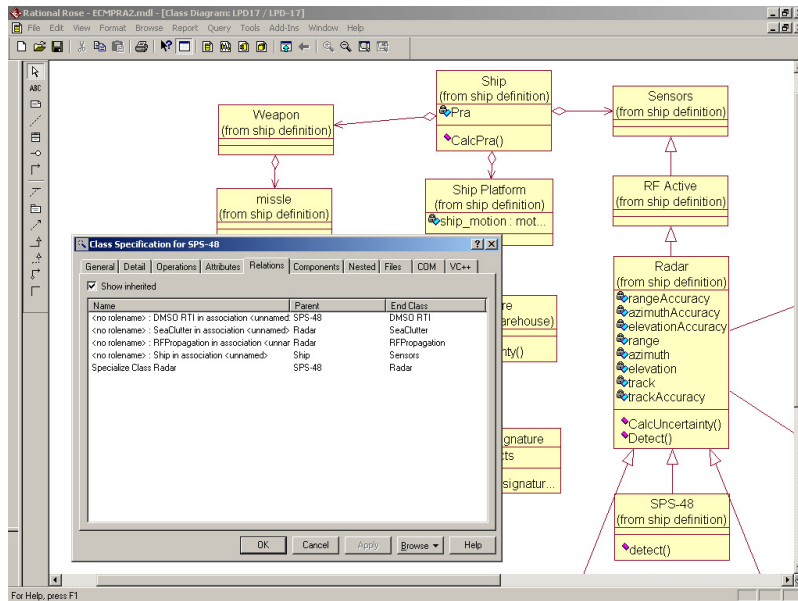 Rational Rose - ECMPRA2.mdl - [Class Diagram: LPD17 / LPD-17]
File Edit View Format Browse Report Query Tools Add-Ins Window Help
ABC
Ship
(from ship definition)
Pra
CalcPra()
Weapon
(from ship definition)
Sensors
(from ship definition)
missle
(from ship definition)
Ship Platform
(from ship definition)
ship_motion : mot...
RF Active
(from ship definition)
Radar
(from ship definition)
rangeAccuracy
azimuthAccuracy
elevationAccuracy
range
azimuth
elevation
track
trackAccuracy
CalcUncertainty()
Detect()
SPS-48
(from ship definition)
detect()
re
arehouse)
nty()
gnature
ts
signatur...
Class Specification for SPS-48
General Detail Operations Attributes Relations Components Nested Files COM VC++
Show inherited
Name Parent End Class
<no rolename> : DMSO RTI in association <unnamed: SPS-48 DMSO RTI
<no rolename> : SeaClutter in association <unnamed> Radar SeaClutter
<no rolename> : RFPropagation in association <unnar Radar RFPropagation
<no rolename> : Ship in association <unnamed> Ship Sensors
Specialize Class Radar SPS-48 Radar
OK Cancel Apply Browse Help
For Help, press F1